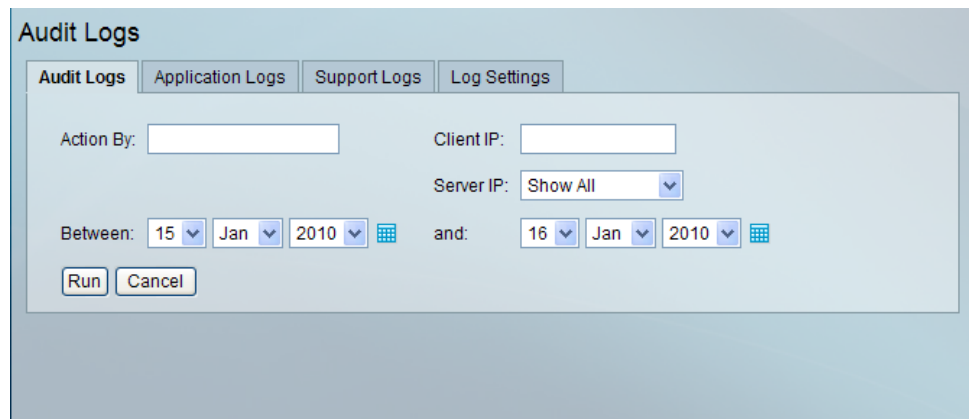 Audit Logs
Audit Logs Application Logs Support Logs Log Settings
Action By: Client IP:
Server IP: Show All
Between: 15 Jan 2010 and: 16 Jan 2010
Run Cancel